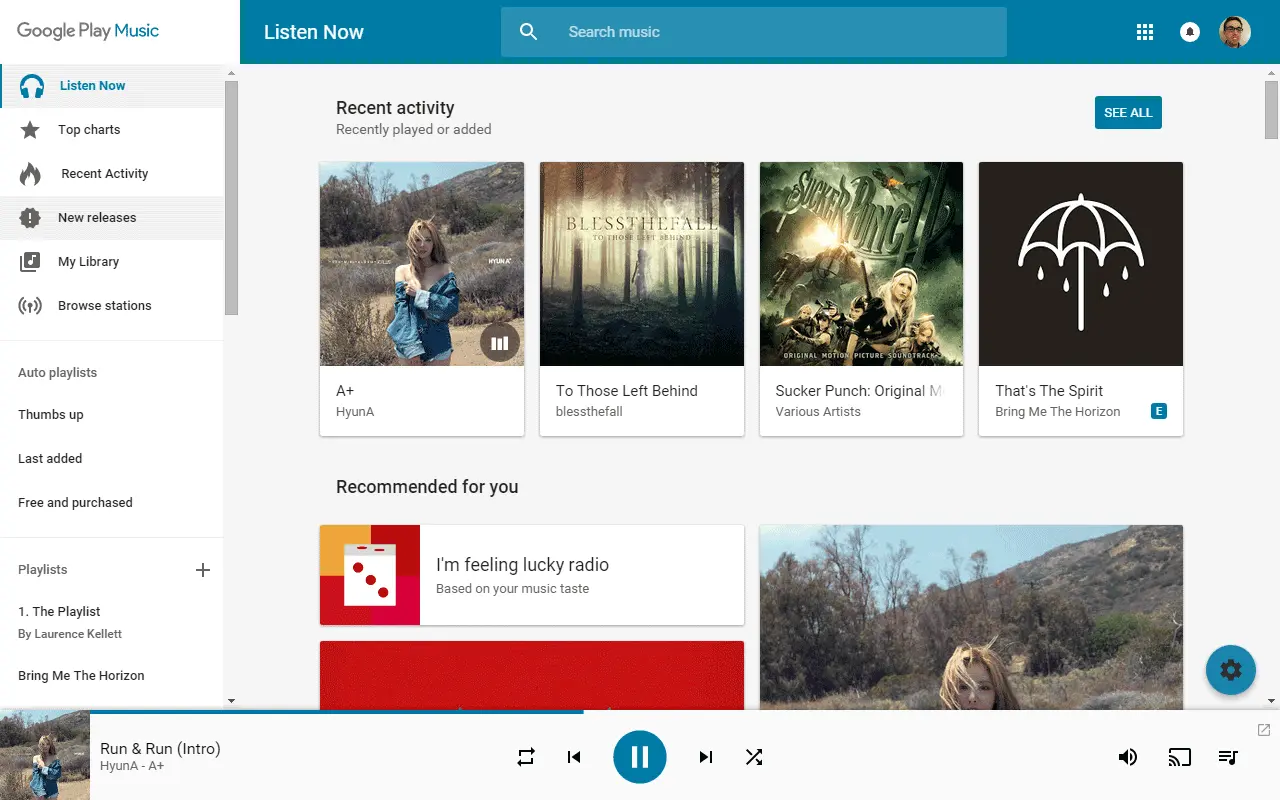 Google Play Music
Listen Now
Search music
Listen Now
Top charts
Recent Activity
New releases
My Library
Browse stations
Auto playlists
Thumbs up
Last added
Free and purchased
Playlists
1. The Playlist
By Laurence Kellett
Bring Me The Horizon
Recent activity
Recently played or added
SEE ALL
HYUN A+
A+
HyunA
BLESSTHEFALL
TO THOSE LEFT BEHIND
To Those Left Behind
blessthefall
SUCKER PUNCH
ORIGINAL MOTION PICTURE SOUNDTRACK
Sucker Punch: Original M
Various Artists
That's The Spirit
Bring Me The Horizon
E
Recommended for you
I'm feeling lucky radio
Based on your music taste
Run & Run (Intro)
HyunA - A+